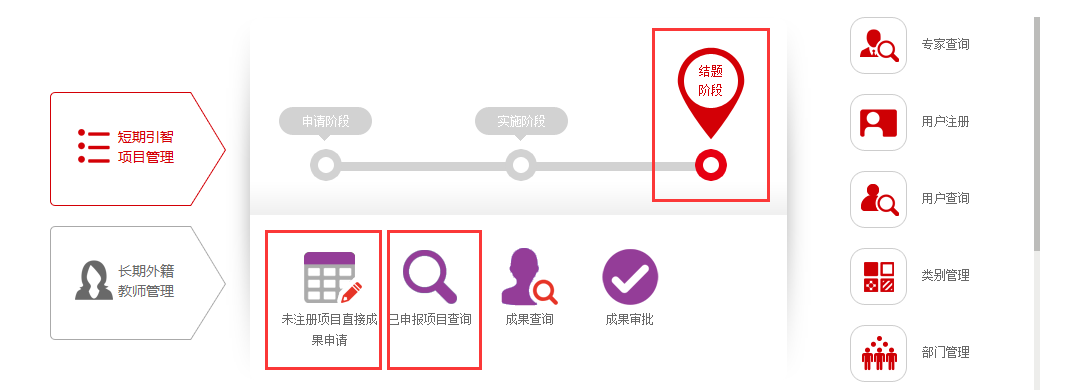 短期引智
项目管理
长期外籍
教师管理
申请阶段
实施阶段
结题
阶段
未注册项目直接成
果申请
已申报项目查询
成果查询
成果审批
专家查询
用户注册
用户查询
类别管理
部门管理